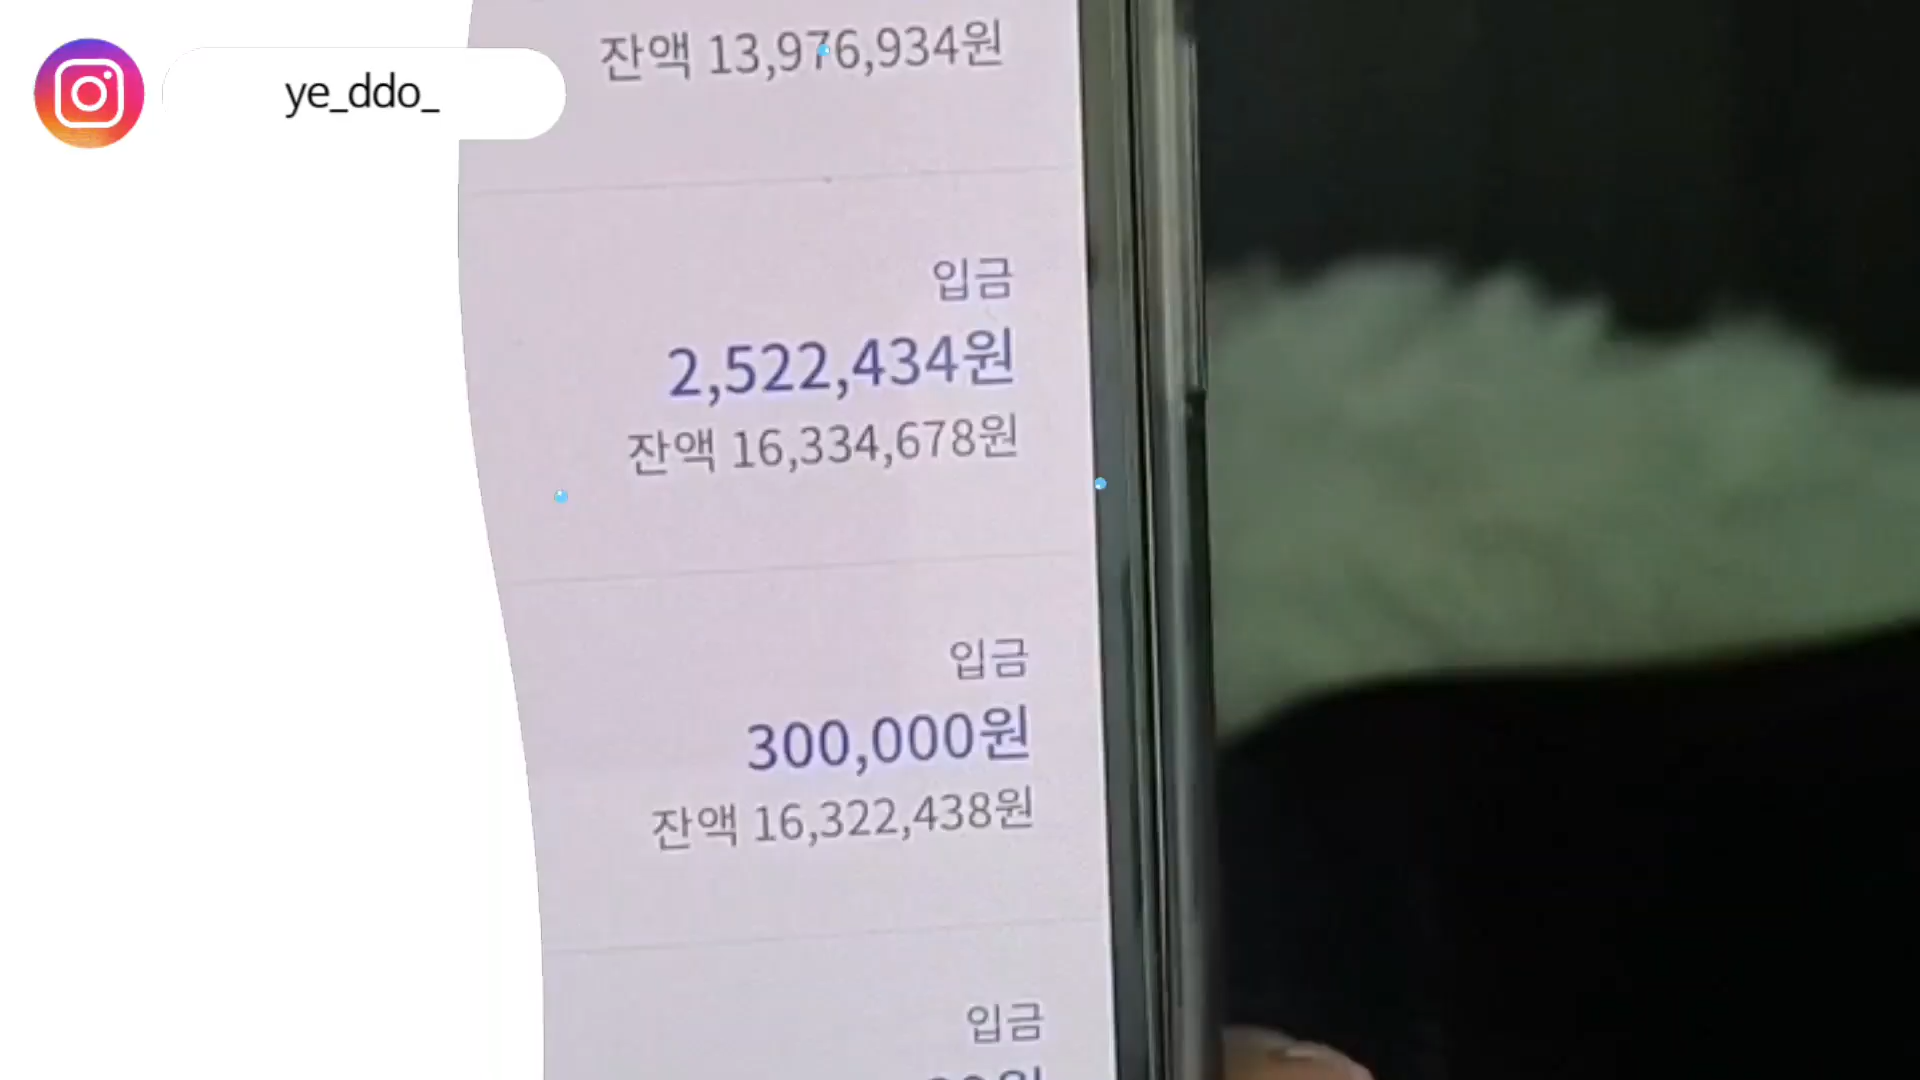 ye_ddo_
잔액 13,976,934원
입금
2,522,434원
잔액 16,334,678원
입금
300,000원
잔액 16,322,438원
입금